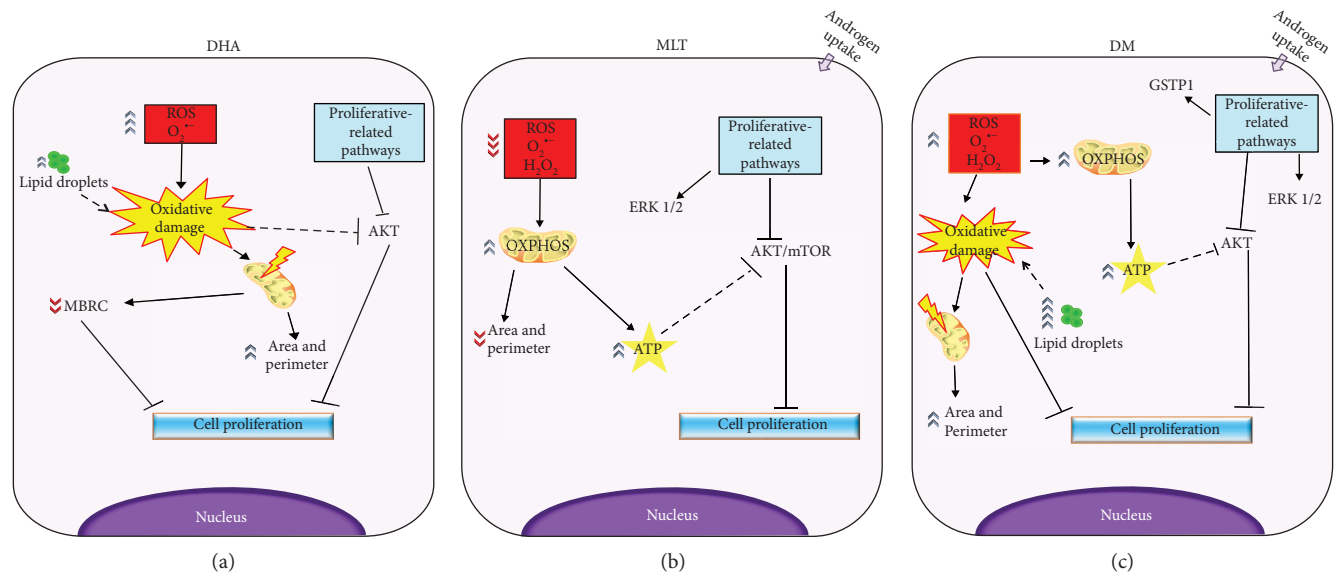 DHA
ROS
O₂•−
Proliferative-
related
pathways
Lipid droplets
Oxidative
damage
AKT
MBRC
Area and
perimeter
Cell proliferation
Nucleus
(a)
MLT
Androgen
uptake
ROS
O₂•−
H₂O₂
Proliferative-
related
pathways
ERK 1/2
OXPHOS
AKT/mTOR
Area and
perimeter
ATP
Cell proliferation
Nucleus
(b)
DM
Androgen
uptake
GSTP1
ROS
O₂•−
H₂O₂
OXPHOS
Proliferative-
related
pathways
ERK 1/2
Oxidative
damage
AKT
ATP
Lipid droplets
Area and
Perimeter
Cell proliferation
Nucleus
(c)